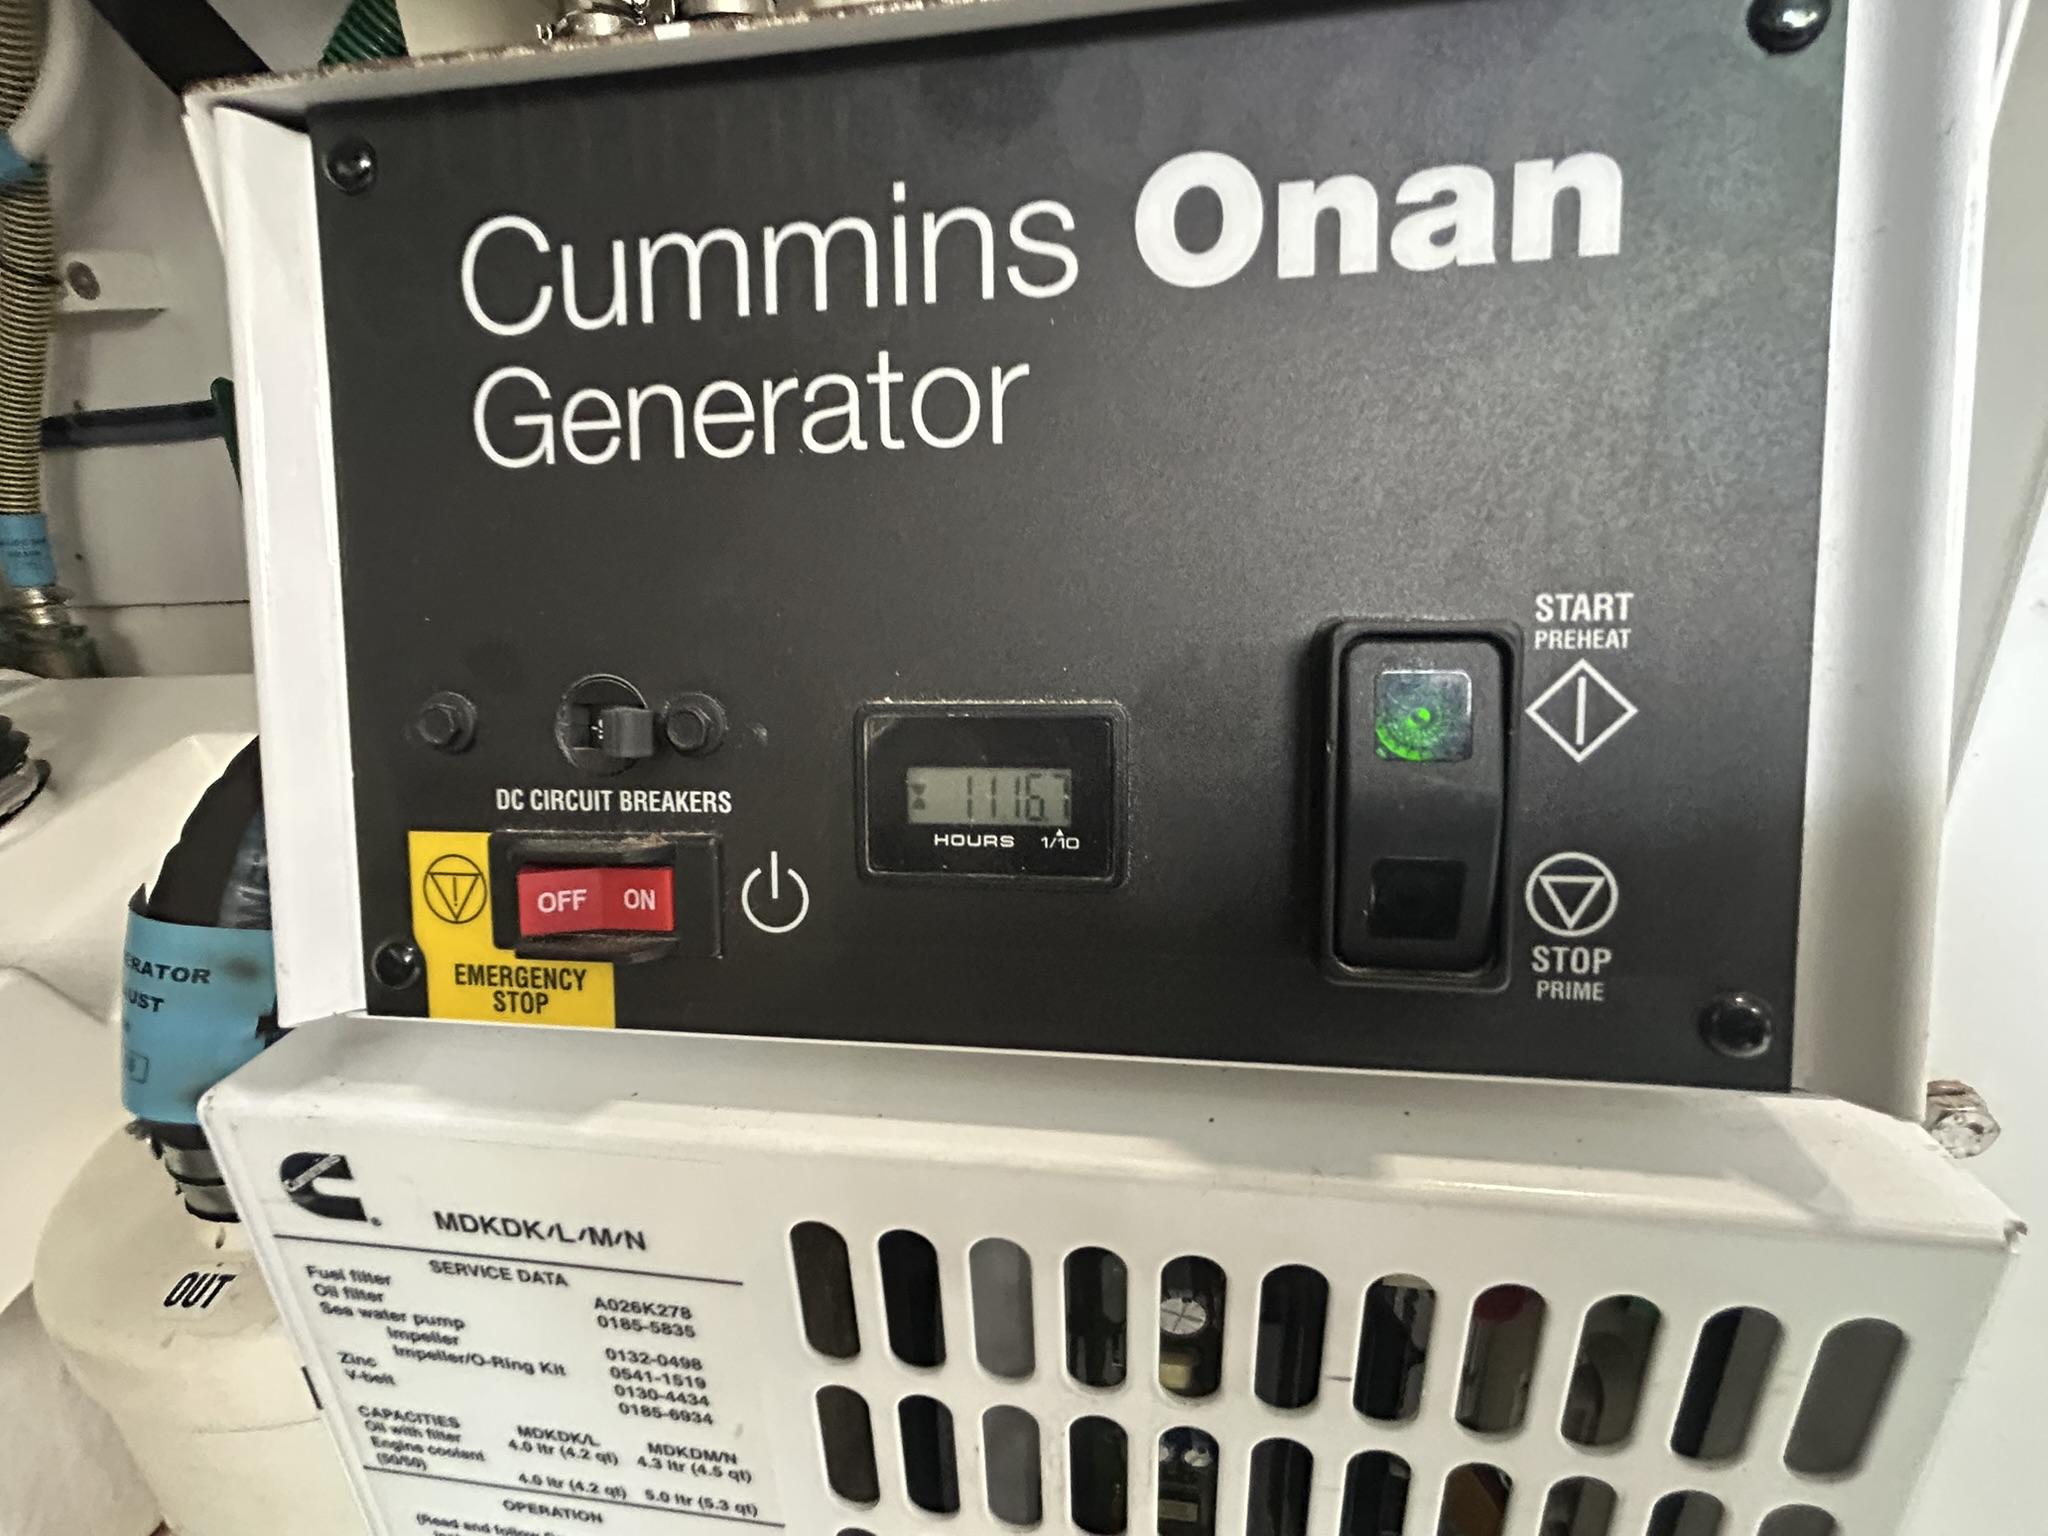 Cummins Onan
Generator
START
PREHEAT
DC CIRCUIT BREAKERS
HOURS 1/10
OFF ON
EMERGENCY
STOP
STOP
PRIME
OUT
MDKDK/L/M/N
SERVICE DATA
Fuel filter A026K278
Oil filter 0185-5835
Sea water pump
Impeller 0132-0498
Impeller/O-Ring Kit 0541-1519
Zinc 0130-4434
V-belt 0185-6934
CAPACITIES MDKDK/L MDKDM/N
Oil with filter 4.0 ltr (4.2 qt) 4.3 ltr (4.5 qt)
Engine coolant
(50/50) 4.0 ltr (4.2 qt) 5.0 ltr (5.3 qt)
OPERATION
(Read and follow